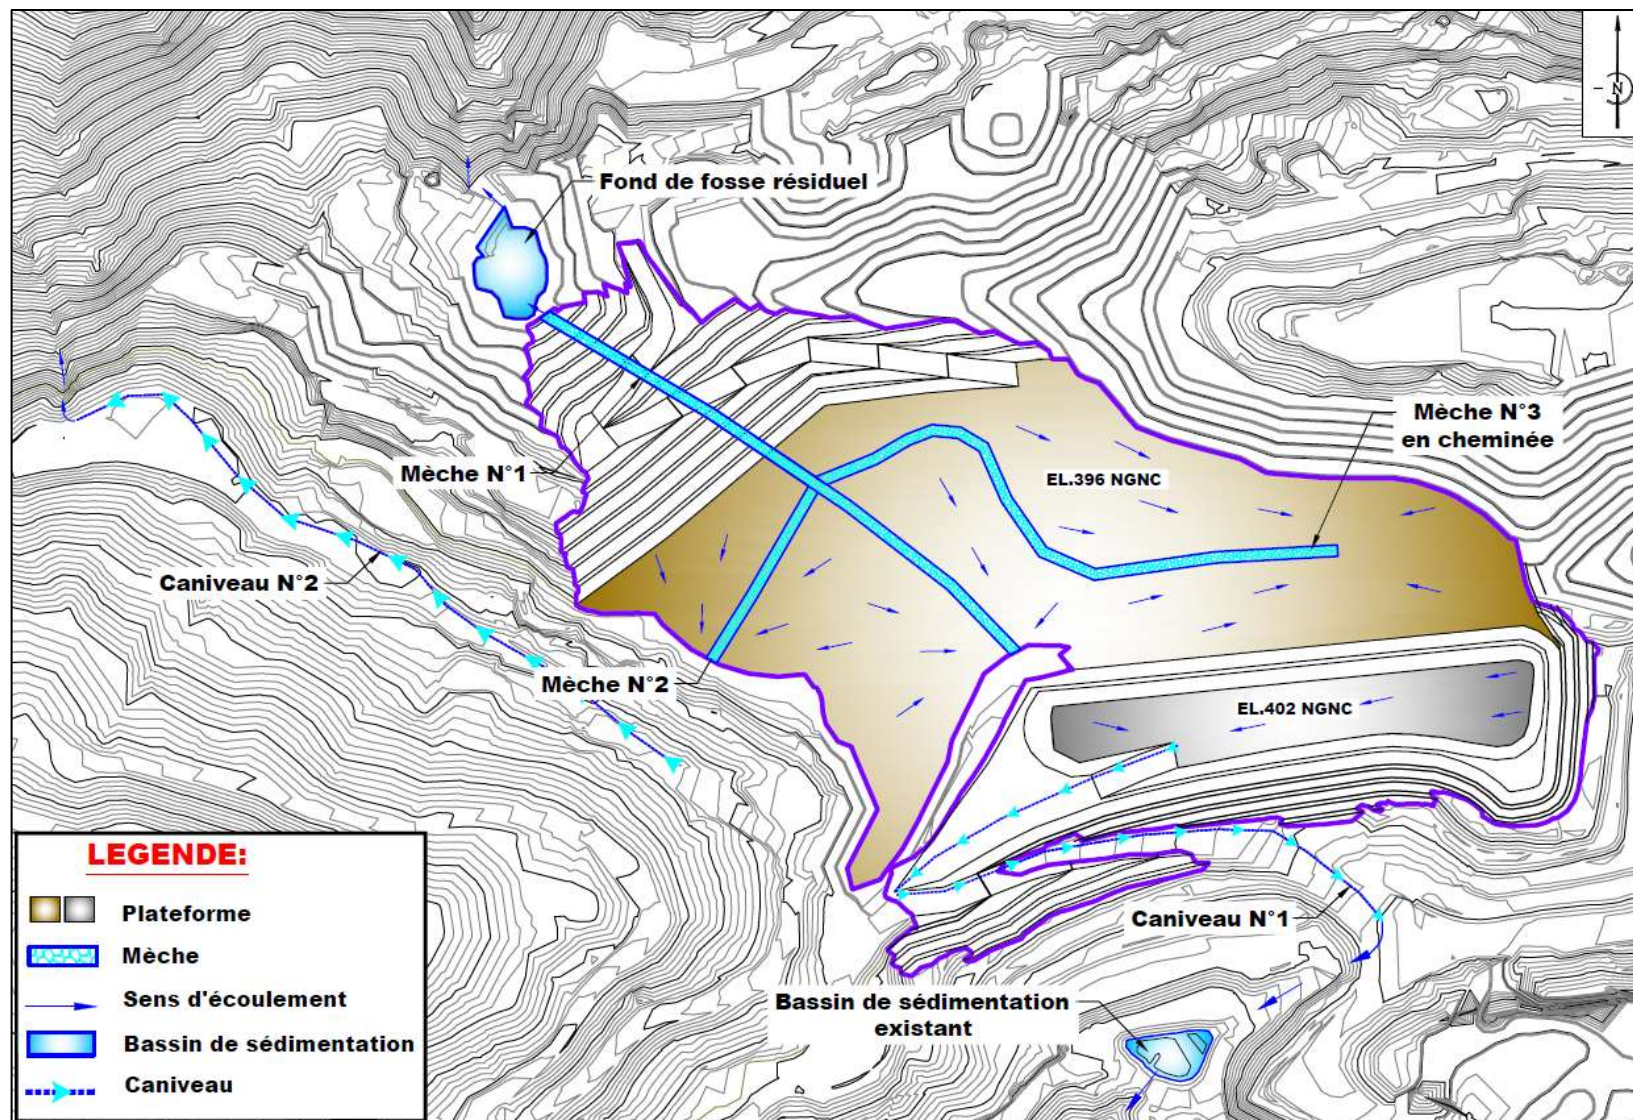 N
Fond de fosse résiduel
Mèche N°3
en cheminée
Mèche N°1
EL.396 NGNC
Caniveau N°2
Mèche N°2
EL.402 NGNC
LEGENDE:
Plateforme
Mèche
Sens d'écoulement
Bassin de sédimentation
Caniveau
Caniveau N°1
Bassin de sédimentation
existant